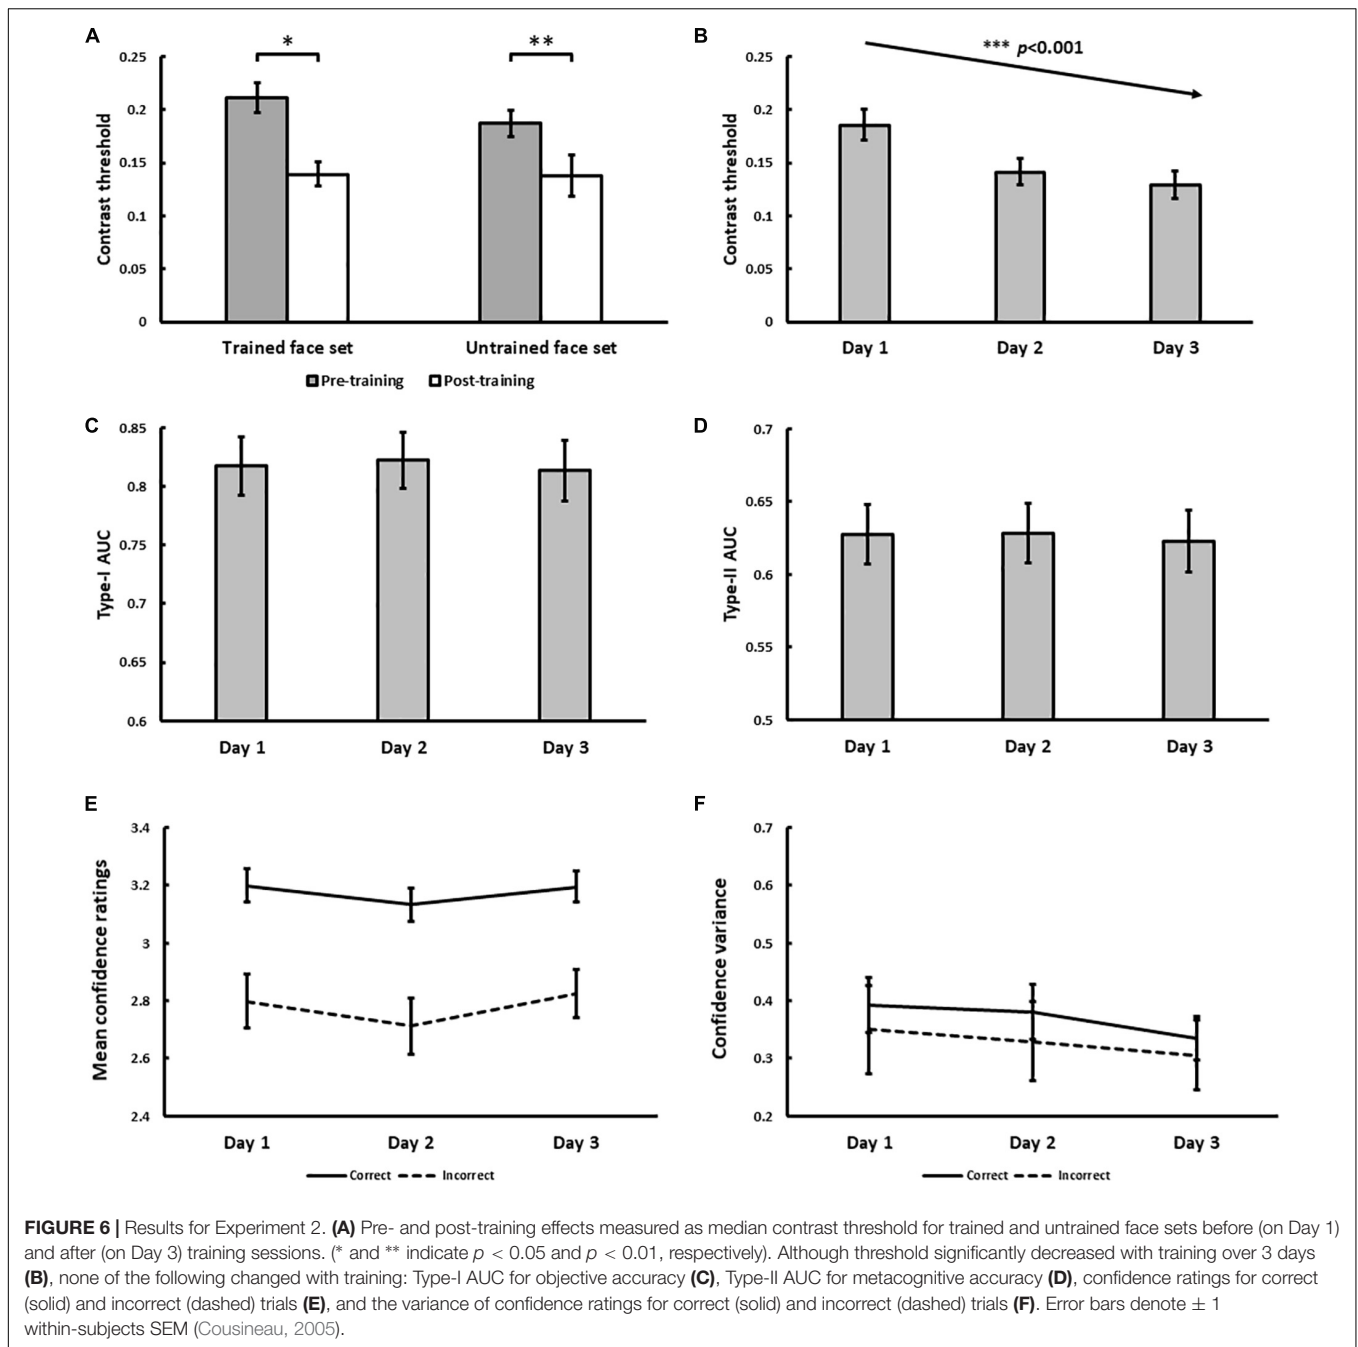 A
*
**
0.25
0.2
0.15
0.1
0.05
0
Contrast threshold
Trained face set
Untrained face set
Pre-training
Post-training
B
*** p<0.001
0.25
0.2
0.15
0.1
0.05
0
Contrast threshold
Day 1
Day 2
Day 3
C
0.85
0.8
0.75
0.7
0.65
0.6
Type-I AUC
Day 1
Day 2
Day 3
D
0.7
0.65
0.6
0.55
0.5
Type-II AUC
Day 1
Day 2
Day 3
E
3.4
3.2
3
2.8
2.6
2.4
Mean confidence ratings
Day 1
Day 2
Day 3
Correct
Incorrect
F
0.7
0.6
0.5
0.4
0.3
0.2
Confidence variance
Day 1
Day 2
Day 3
Correct
Incorrect
FIGURE 6 | Results for Experiment 2. (A) Pre- and post-training effects measured as median contrast threshold for trained and untrained face sets before (on Day 1)
and after (on Day 3) training sessions. (* and ** indicate p < 0.05 and p < 0.01, respectively). Although threshold significantly decreased with training over 3 days
(B), none of the following changed with training: Type-I AUC for objective accuracy (C), Type-II AUC for metacognitive accuracy (D), confidence ratings for correct
(solid) and incorrect (dashed) trials (E), and the variance of confidence ratings for correct (solid) and incorrect (dashed) trials (F). Error bars denote ± 1
within-subjects SEM (Cousineau, 2005).